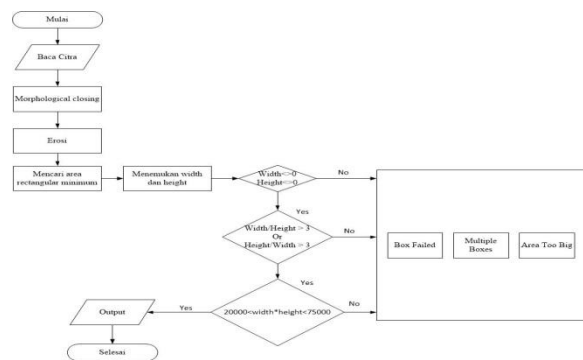 Mulai
Baca Citra
Morphological closing
Erosi
Mencari area
rectangular minimum
Menemukan width
dan height
Width<>0
Height<>0
No
Yes
Width/Height > 3
Or
Height/Width > 3
No
Yes
20000<width*height<75000
No
Yes
Output
Selesai
Box Failed
Multiple
Boxes
Area Too Big